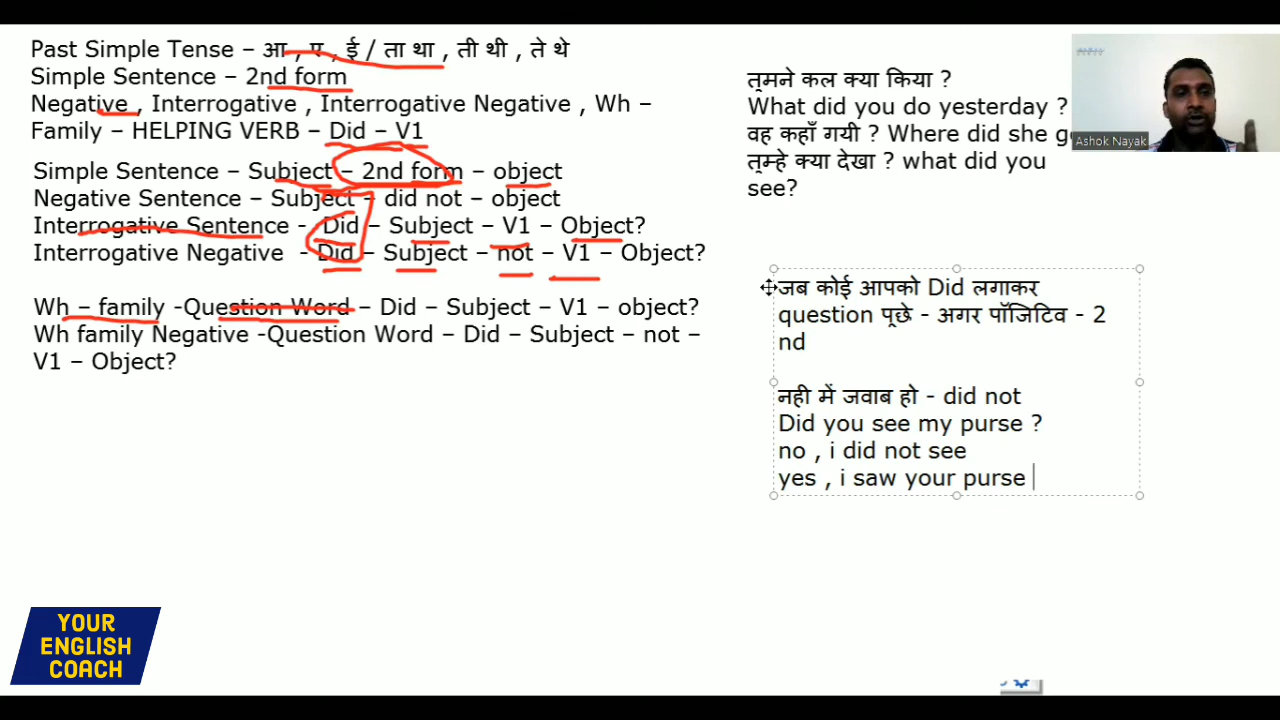 Past Simple Tense – आ , ए , ई / ता था , ती थी , ते थे
Simple Sentence – 2nd form
Negative , Interrogative , Interrogative Negative , Wh –
Family – HELPING VERB – Did – V1
Simple Sentence – Subject – 2nd form – object
Negative Sentence – Subject – did not – object
Interrogative Sentence - Did – Subject – V1 – Object?
Interrogative Negative - Did – Subject – not – V1 – Object?
Wh – family -Question Word – Did – Subject – V1 – object?
Wh family Negative -Question Word – Did – Subject – not –
V1 – Object?
तुमने कल क्या किया ?
What did you do yesterday ?
वह कहाँ गयी ? Where did she
तुम्हे क्या देखा ? what did you
see?
Ashok Nayak
जब कोई आपको Did लगाकर
question पूछे - अगर पॉजिटिव - 2
nd
नही में जवाब हो - did not
Did you see my purse ?
no , i did not see
yes , i saw your purse
YOUR
ENGLISH
COACH